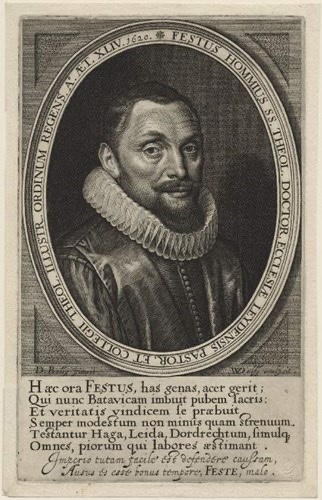 FESTUS HOMMIUS SS. THEOL. DOCTOR, ECCLESIÆ LEYDENSIS PASTOR, ET COLLEGII THEOL. ILLUSTR. ORDINUM REGENS, Aº. ÆT. XLIV. 1620.
D. Bailly pinxit
W. sculpsit
Hæc ora FESTUS, has genas, acer gerit;
Qui nunc Batavicam imbuit pubem sacris:
Et veritatis vindicem se præbuit
Semper modestum non minus quam strenuum.
Testantur Haga, Leida, Dordrechtum, simulq,
Omnes, piorum qui labores æstimant.
Imperio tutam facile est defendere caussam,
Ausus es esse bonus tempore, FESTE, malo.